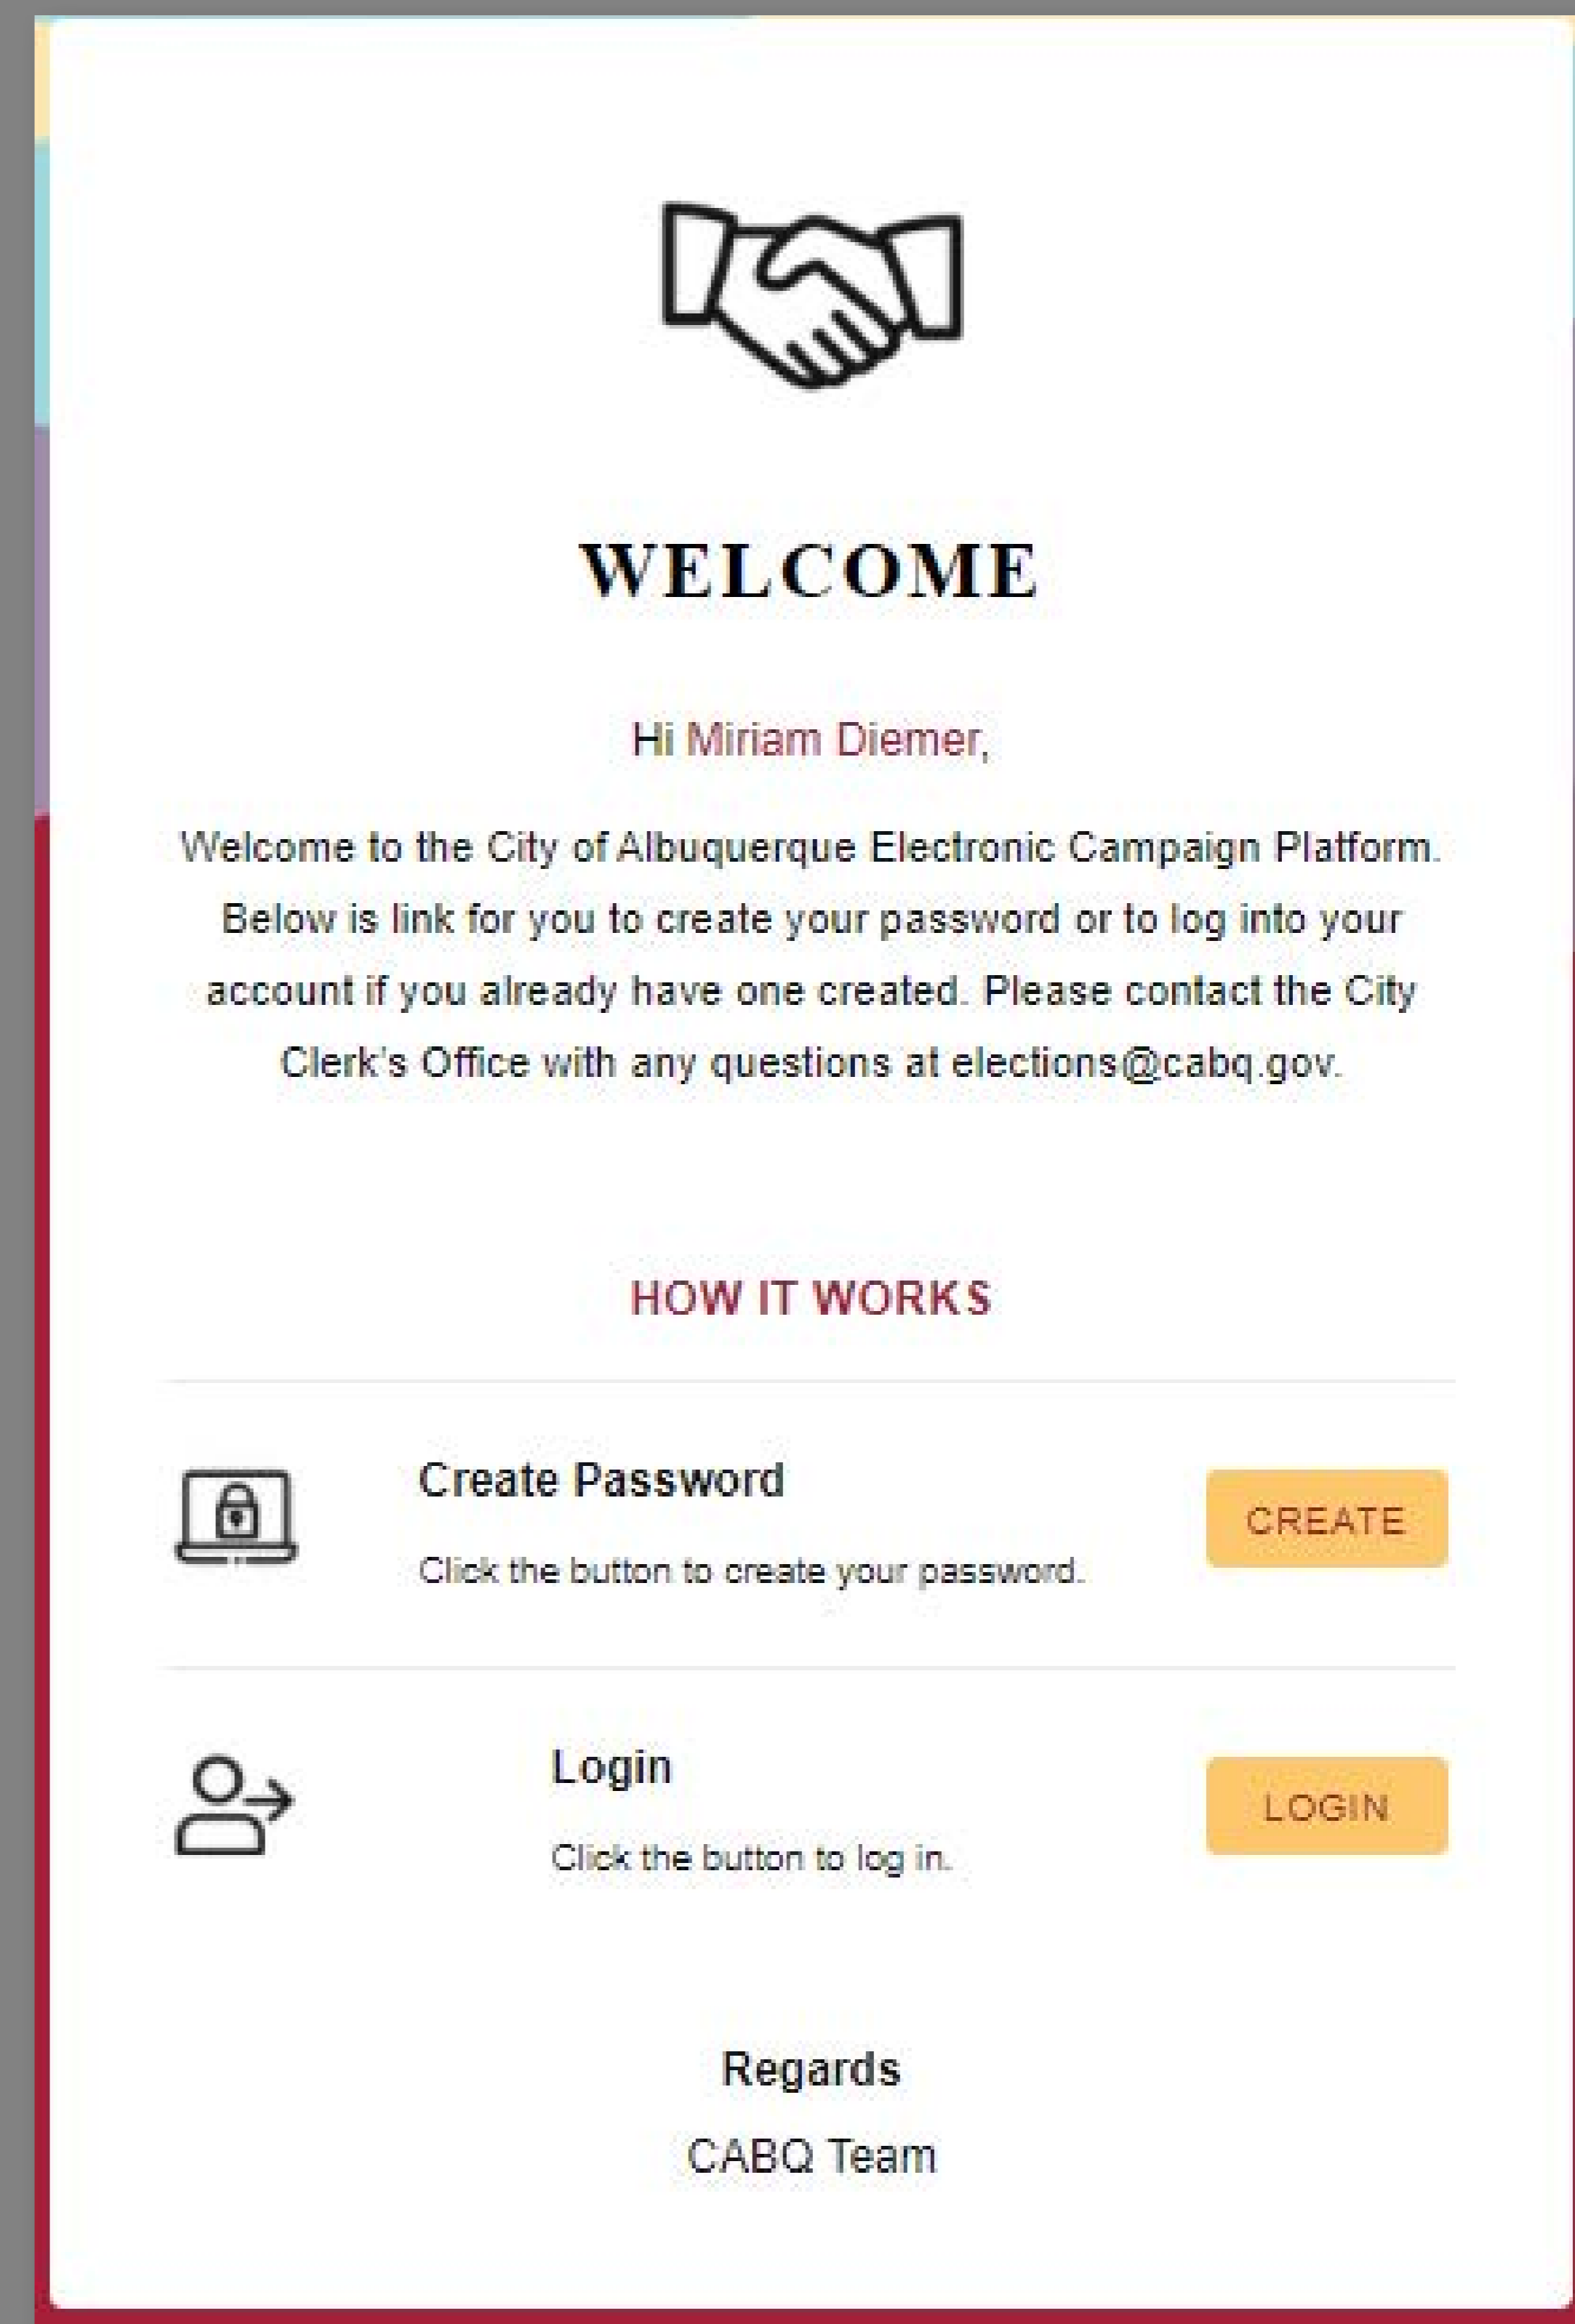 WELCOME
Hi Miriam Diemer,
Welcome to the City of Albuquerque Electronic Campaign Platform.
Below is link for you to create your password or to log into your
account if you already have one created. Please contact the City
Clerk's Office with any questions at elections@cabq.gov.
HOW IT WORKS
Create Password
CREATE
Click the button to create your password.
Login
LOGIN
Click the button to log in.
Regards
CABQ Team